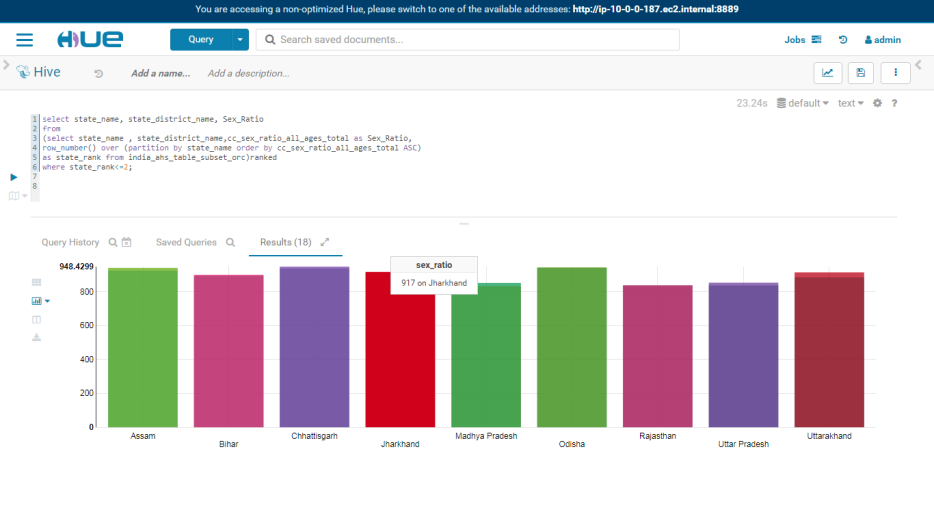 You are accessing a non-optimized Hue, please switch to one of the available addresses: http://ip-10-0-0-187.ec2.internal:8889
HUE Query Search saved documents... Jobs admin
Hive Add a name... Add a description...
23.24s default text ?
1 select state_name, state_district_name, Sex_Ratio
2 from
3 (select state_name , state_district_name,cc_sex_ratio_all_ages_total as Sex_Ratio,
4 row_number() over (partition by state_name order by cc_sex_ratio_all_ages_total ASC)
5 as state_rank from india_ahs_table_subset_orc)ranked
6 where state_rank<=2;
7
8
Query History Saved Queries Results (18)
sex_ratio
917 on Jharkhand
948.4299
800
600
400
200
0
Assam Bihar Chhattisgarh Jharkhand Madhya Pradesh Odisha Rajasthan Uttar Pradesh Uttarakhand